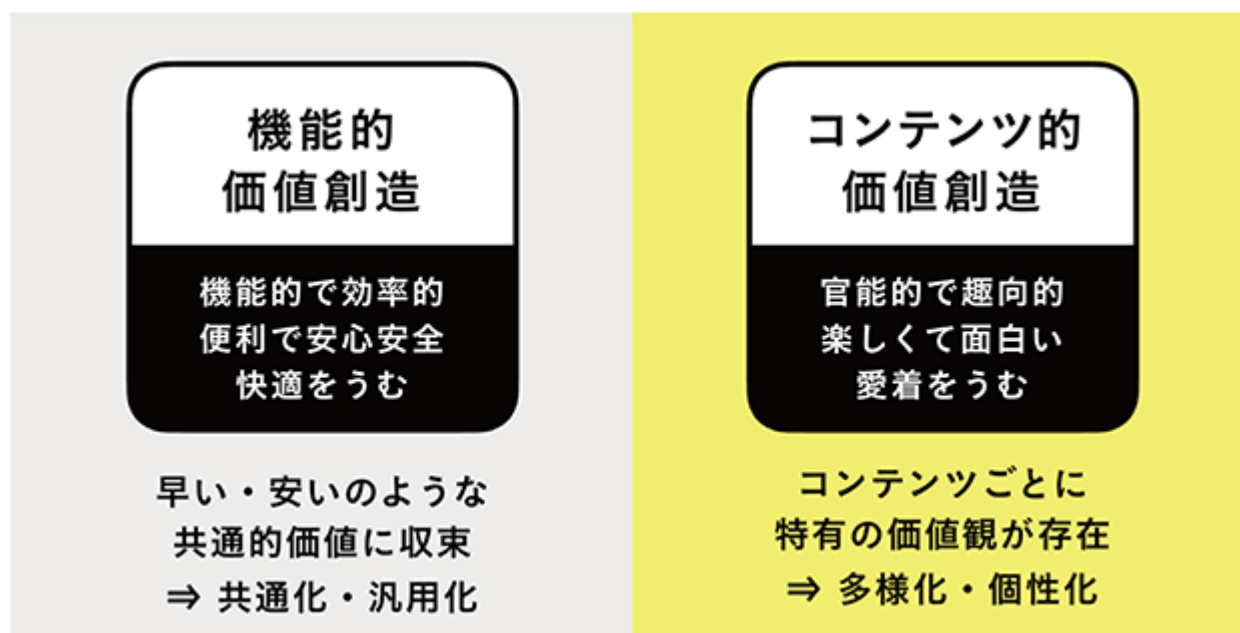 機能的
価値創造
機能的で効率的
便利で安心安全
快適をうむ
早い・安いのような
共通的価値に収束
⇒ 共通化・汎用化
コンテンツ的
価値創造
官能的で趣向的
楽しくて面白い
愛着をうむ
コンテンツごとに
特有の価値観が存在
⇒ 多様化・個性化